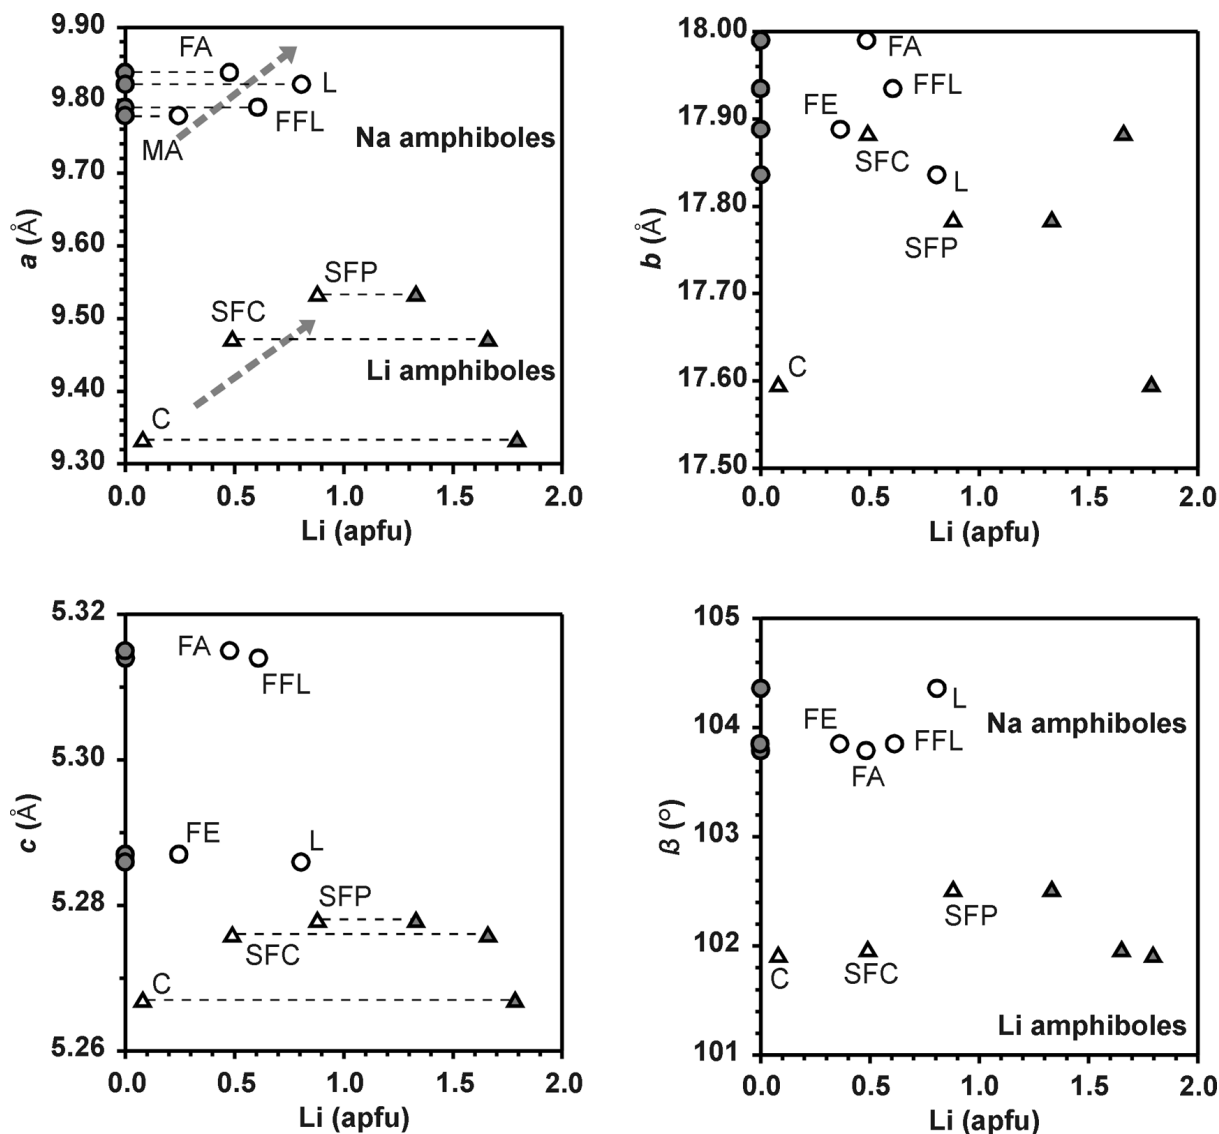 9.90
9.80
9.70
9.60
9.50
9.40
9.30
a (Å)
FA
L
FFL
MA
Na amphiboles
SFP
SFC
Li amphiboles
C
0.0 0.5 1.0 1.5 2.0
Li (apfu)
18.00
17.90
17.80
17.70
17.60
17.50
b (Å)
FA
FFL
FE
SFC
L
SFP
C
0.0 0.5 1.0 1.5 2.0
Li (apfu)
5.32
5.30
5.28
5.26
c (Å)
FA
FFL
FE
L
SFP
SFC
C
0.0 0.5 1.0 1.5 2.0
Li (apfu)
105
104
103
102
101
ß (º)
L
FE
Na amphiboles
FFL
FA
SFP
C
SFC
Li amphiboles
0.0 0.5 1.0 1.5 2.0
Li (apfu)